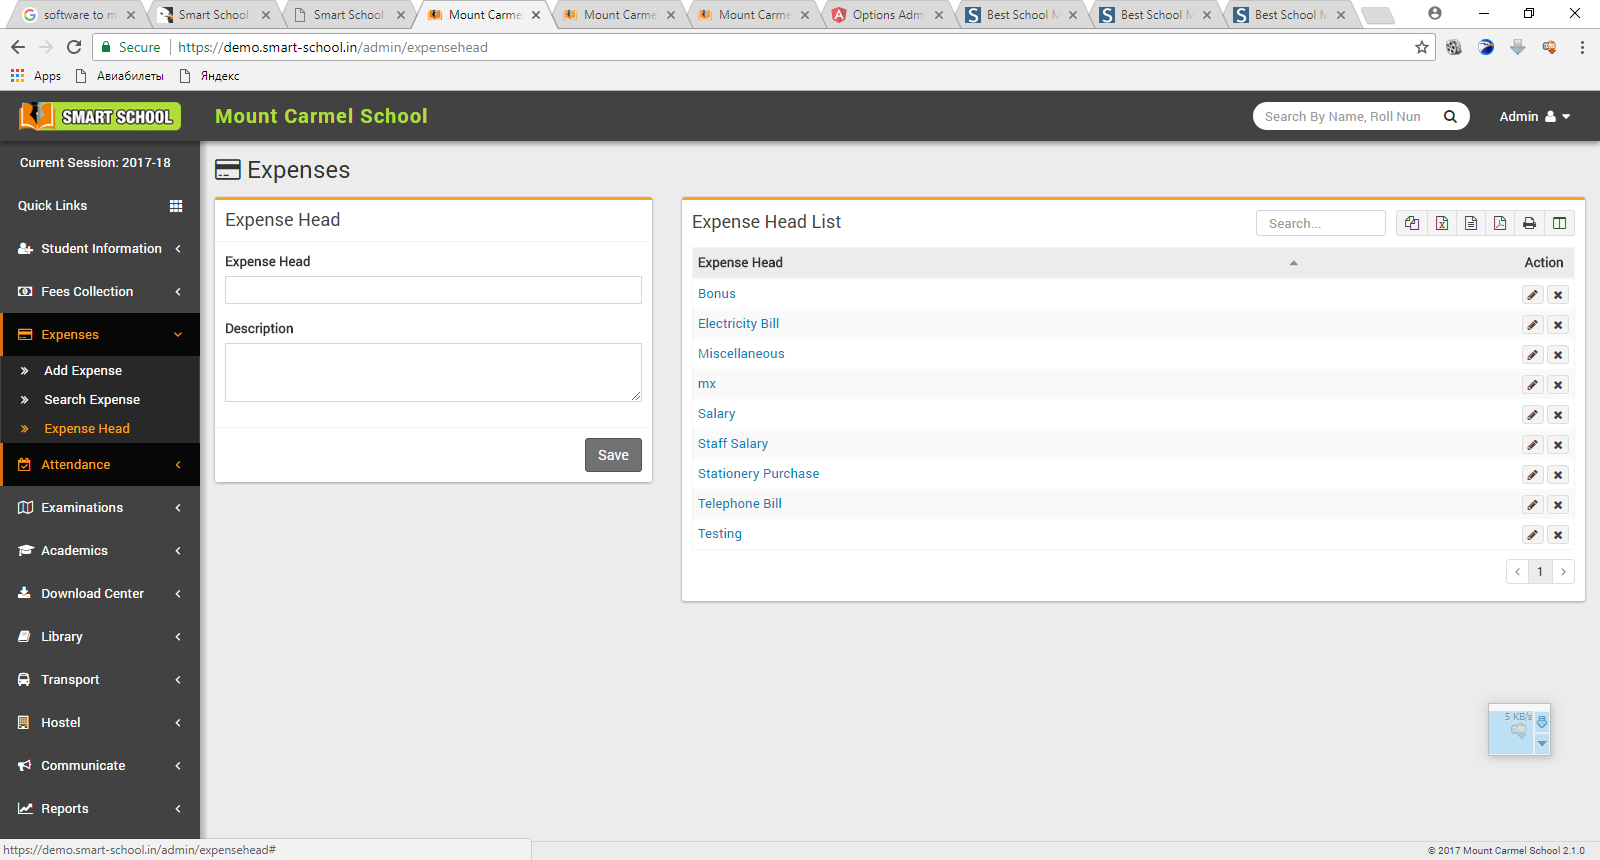 software to m
Smart School
Smart School
Mount Carme
Mount Carme
Mount Carme
Options Admi
Best School M
Best School M
Best School M
Secure
https://demo.smart-school.in/admin/expensehead
Apps
Авиабилеты
Яндекс
SMART SCHOOL
Mount Carmel School
Search By Name, Roll Nun
Admin
Current Session: 2017-18
Quick Links
Student Information
Fees Collection
Expenses
Add Expense
Search Expense
Expense Head
Attendance
Examinations
Academics
Download Center
Library
Transport
Hostel
Communicate
Reports
Expenses
Expense Head
Expense Head
Description
Save
Expense Head List
Search...
Expense Head Action
Bonus
Electricity Bill
Miscellaneous
mx
Salary
Staff Salary
Stationery Purchase
Telephone Bill
Testing
1
5 KB/s
https://demo.smart-school.in/admin/expensehead#
© 2017 Mount Carmel School 2.1.0